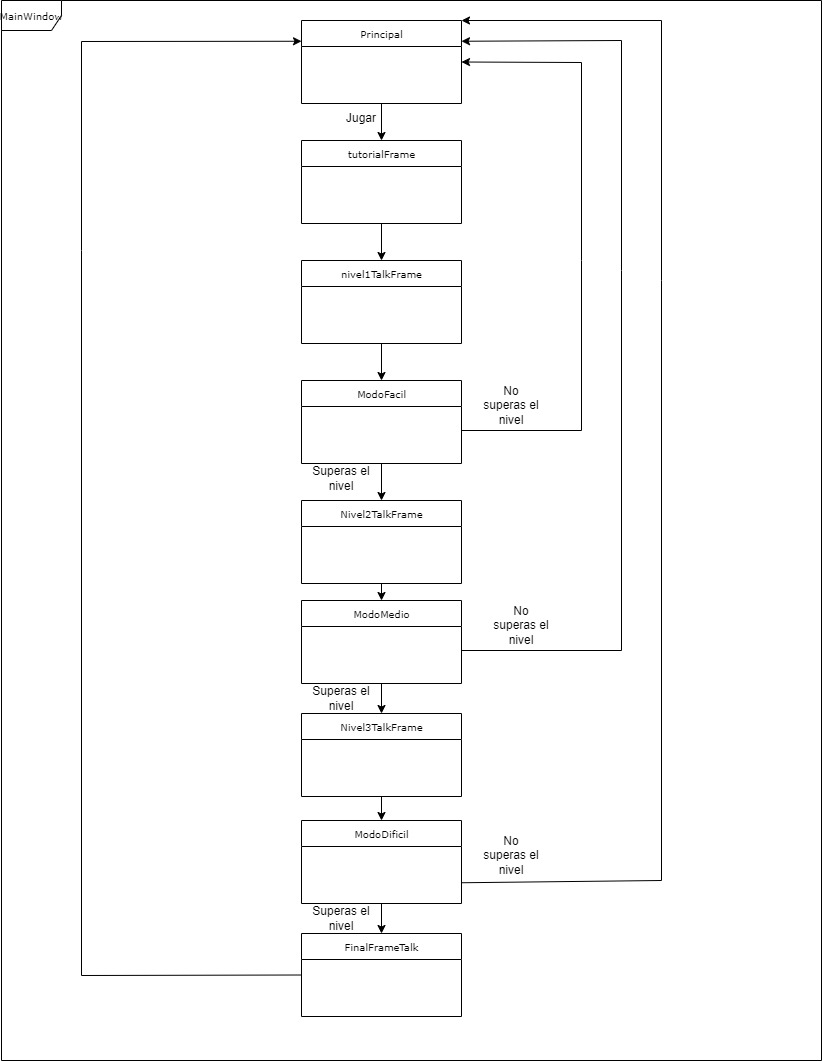 MainWindow
Principal
Jugar
tutorialFrame
nivel1TalkFrame
ModoFacil
No
superas el
nivel
Superas el
nivel
Nivel2TalkFrame
ModoMedio
No
superas el
nivel
Superas el
nivel
Nivel3TalkFrame
ModoDificil
No
superas el
nivel
Superas el
nivel
FinalFrameTalk